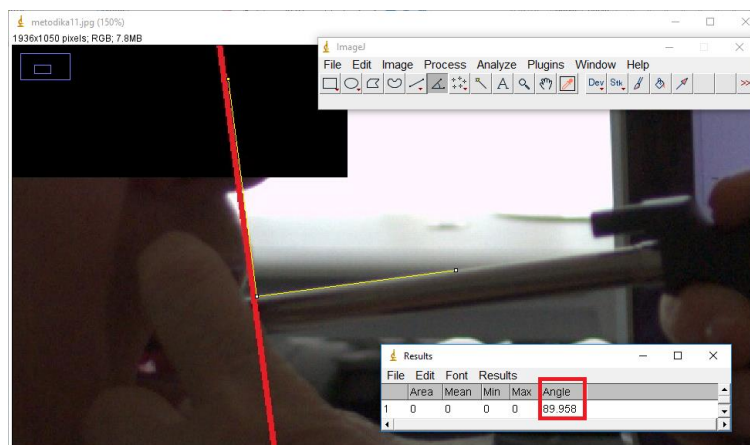 metodika11.jpg (150%)
1936x1050 pixels; RGB; 7.8MB
ImageJ
File Edit Image Process Analyze Plugins Window Help
A Dev Stk >>
Results
File Edit Font Results
Area Mean Min Max Angle
1 0 0 0 0 89.958